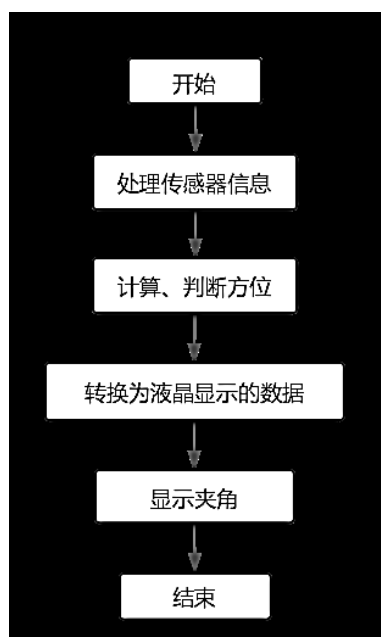 开始
处理传感器信息
计算、判断方位
转换为液晶显示的数据
显示夹角
结束